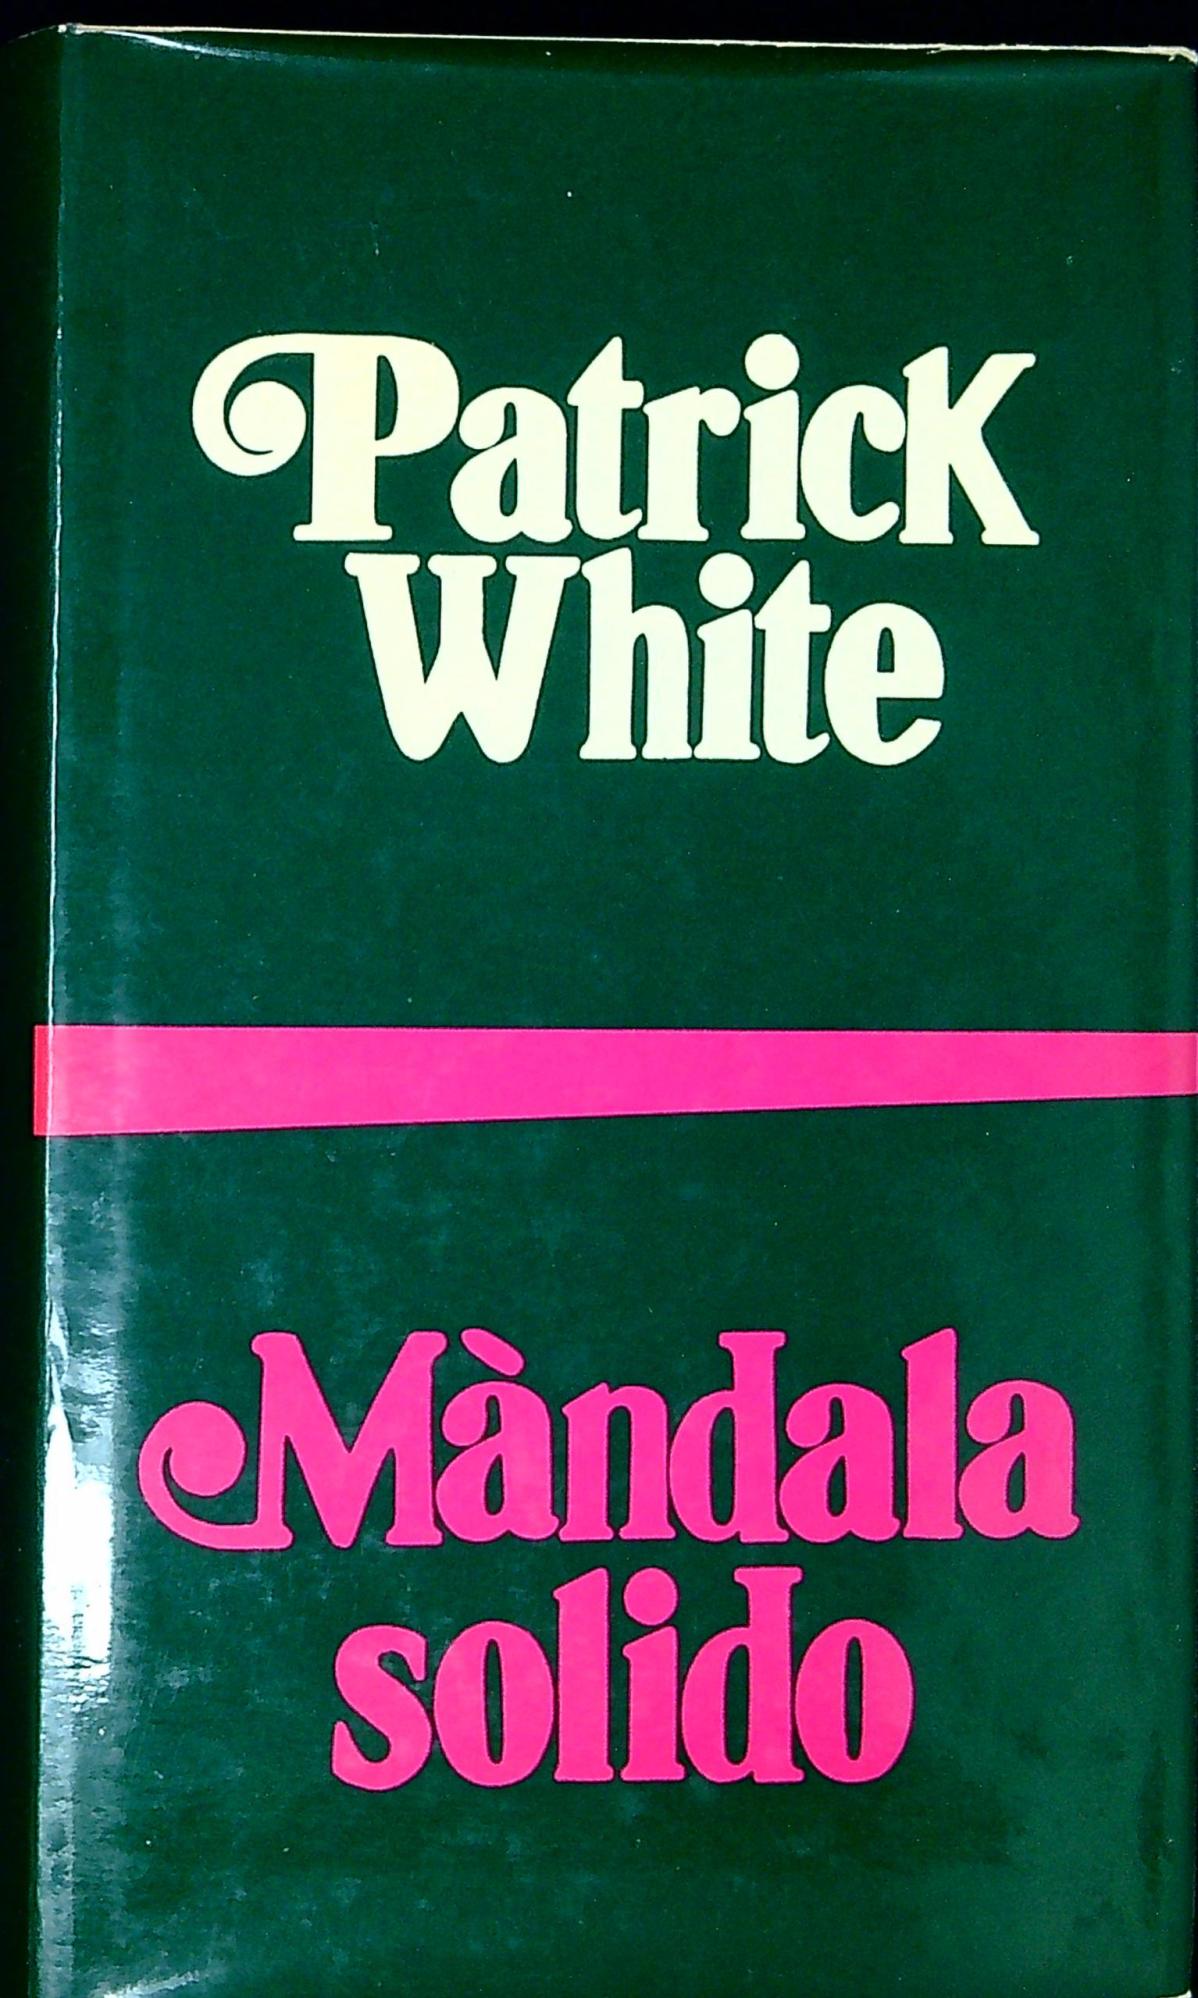 Patrick
White
Màndala
solido